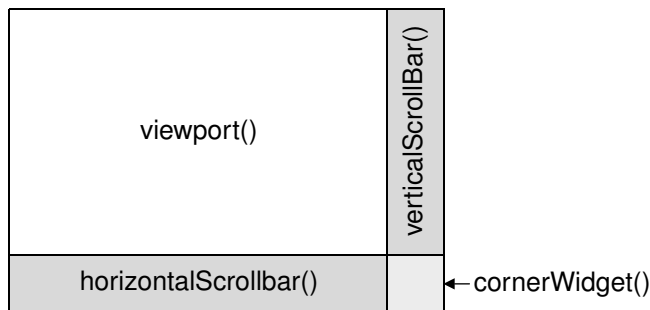 viewport()
verticalScrollBar()
horizontalScrollbar()
cornerWidget()